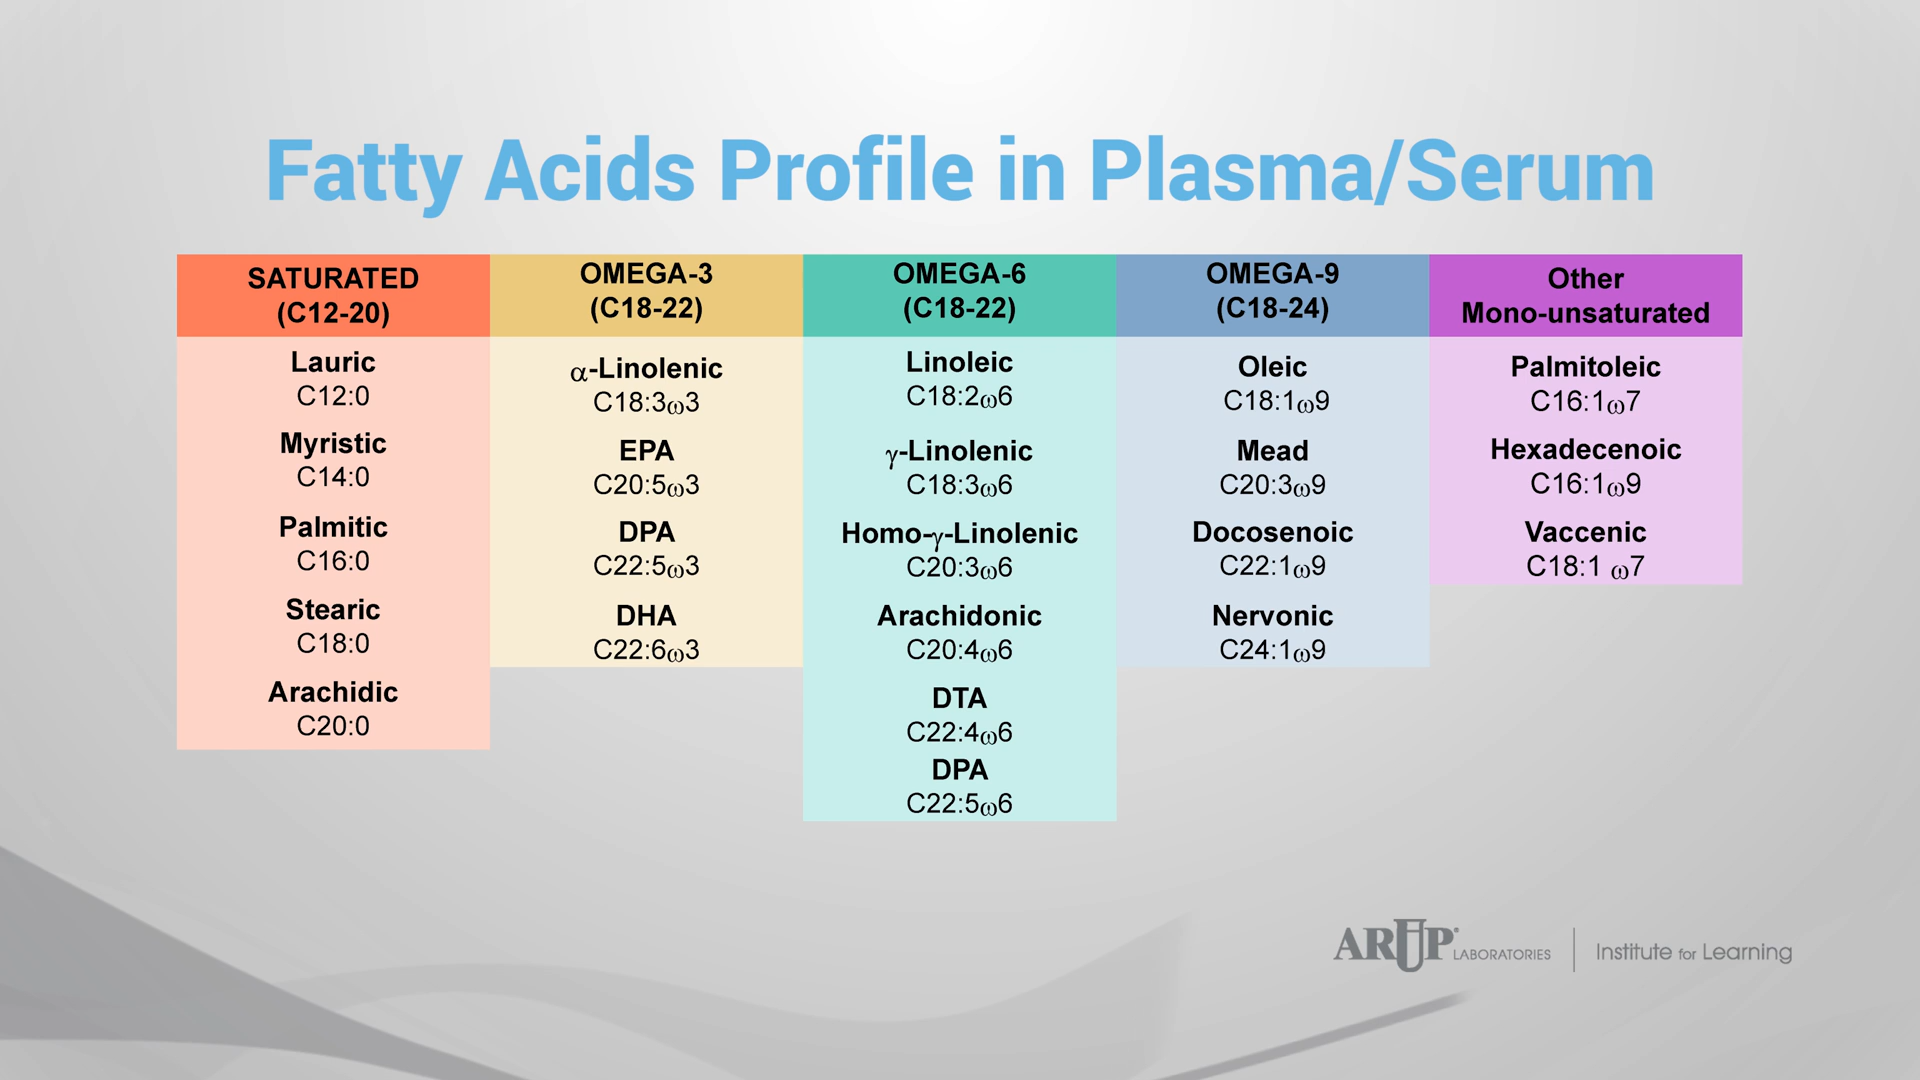 Fatty Acids Profile in Plasma/Serum
SATURATED
(C12-20)
Lauric
C12:0
Myristic
C14:0
Palmitic
C16:0
Stearic
C18:0
Arachidic
C20:0
OMEGA-3
(C18-22)
α-Linolenic
C18:3ω3
EPA
C20:5ω3
DPA
C22:5ω3
DHA
C22:6ω3
OMEGA-6
(C18-22)
Linoleic
C18:2ω6
γ-Linolenic
C18:3ω6
Homo-γ-Linolenic
C20:3ω6
Arachidonic
C20:4ω6
DTA
C22:4ω6
DPA
C22:5ω6
OMEGA-9
(C18-24)
Oleic
C18:1ω9
Mead
C20:3ω9
Docosenoic
C22:1ω9
Nervonic
C24:1ω9
Other
Mono-unsaturated
Palmitoleic
C16:1ω7
Hexadecenoic
C16:1ω9
Vaccenic
C18:1 ω7
ARUP® LABORATORIES | Institute for Learning